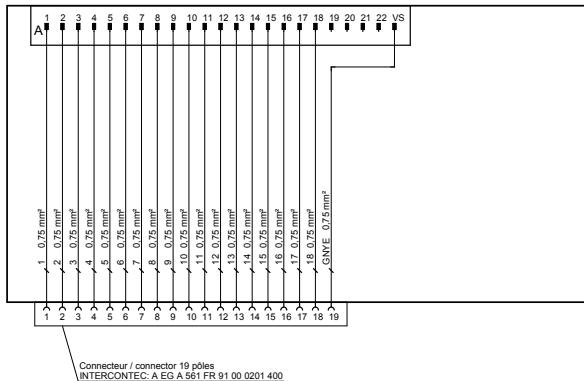 1 2 3 4 5 6 7 8 9 10 11 12 13 14 15 16 17 18 19 20 21 22 VS
A
1 0,75 mm²
2 0,75 mm²
3 0,75 mm²
4 0,75 mm²
5 0,75 mm²
6 0,75 mm²
7 0,75 mm²
8 0,75 mm²
9 0,75 mm²
10 0,75 mm²
11 0,75 mm²
12 0,75 mm²
13 0,75 mm²
14 0,75 mm²
15 0,75 mm²
16 0,75 mm²
17 0,75 mm²
18 0,75 mm²
GNYE 0,75 mm²
1 2 3 4 5 6 7 8 9 10 11 12 13 14 15 16 17 18 19
Connecteur / connector 19 pôles
INTERCONTEC: A EG A 561 FR 91 00 0201 400